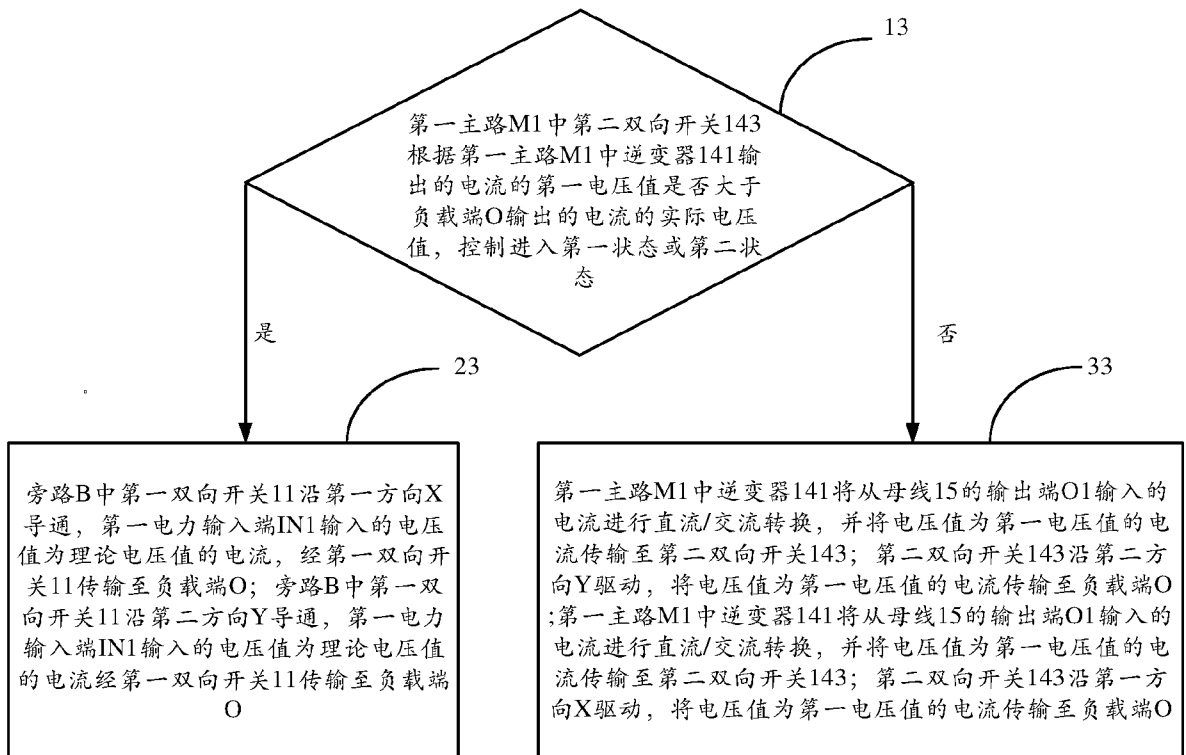 13
第一主路M1中第二双向开关143
根据第一主路M1中逆变器141输
出的电流的第一电压值是否大于
负载端O输出的电流的实际电压
值，控制进入第一状态或第二状
态
是
否
23
33
旁路B中第一双向开关11沿第一方向X
导通，第一电力输入端IN1输入的电压
值为理论电压值的电流，经第一双向开
关11传输至负载端O；旁路B中第一双
向开关11沿第二方向Y导通，第一电力
输入端IN1输入的电压值为理论电压值
的电流经第一双向开关11传输至负载端
O
第一主路M1中逆变器141将从母线15的输出端O1输入的
电流进行直流/交流转换，并将电压值为第一电压值的电
流传输至第二双向开关143；第二双向开关143沿第二方
向Y驱动，将电压值为第一电压值的电流传输至负载端O
;第一主路M1中逆变器141将从母线15的输出端O1输入的
电流进行直流/交流转换，并将电压值为第一电压值的电
流传输至第二双向开关143；第二双向开关143沿第一方
向X驱动，将电压值为第一电压值的电流传输至负载端O